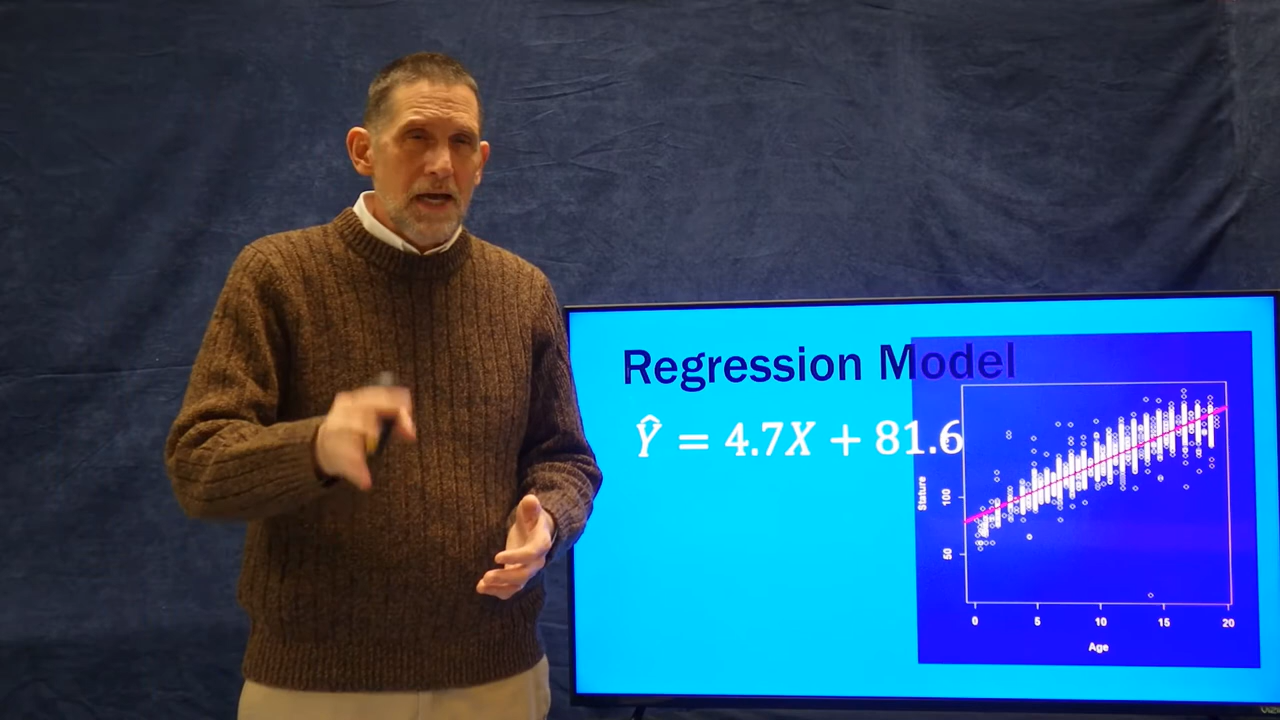 Regression Model
Ŷ = 4.7X + 81.6
Stature
100
50
0 5 10 15 20
Age